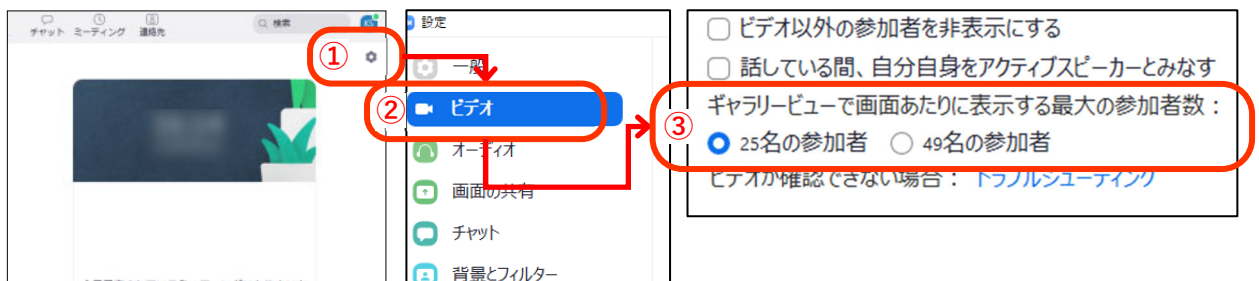 チャット ミーティング 連絡先
検索
①
設定
一般
②
ビデオ
オーディオ
画面の共有
チャット
背景とフィルター
ビデオ以外の参加者を非表示にする
話している間、自分自身をアクティブスピーカーとみなす
③
ギャラリービューで画面あたりに表示する最大の参加者数：
25名の参加者 49名の参加者
ビデオが確認できない場合： トラブルシューティング